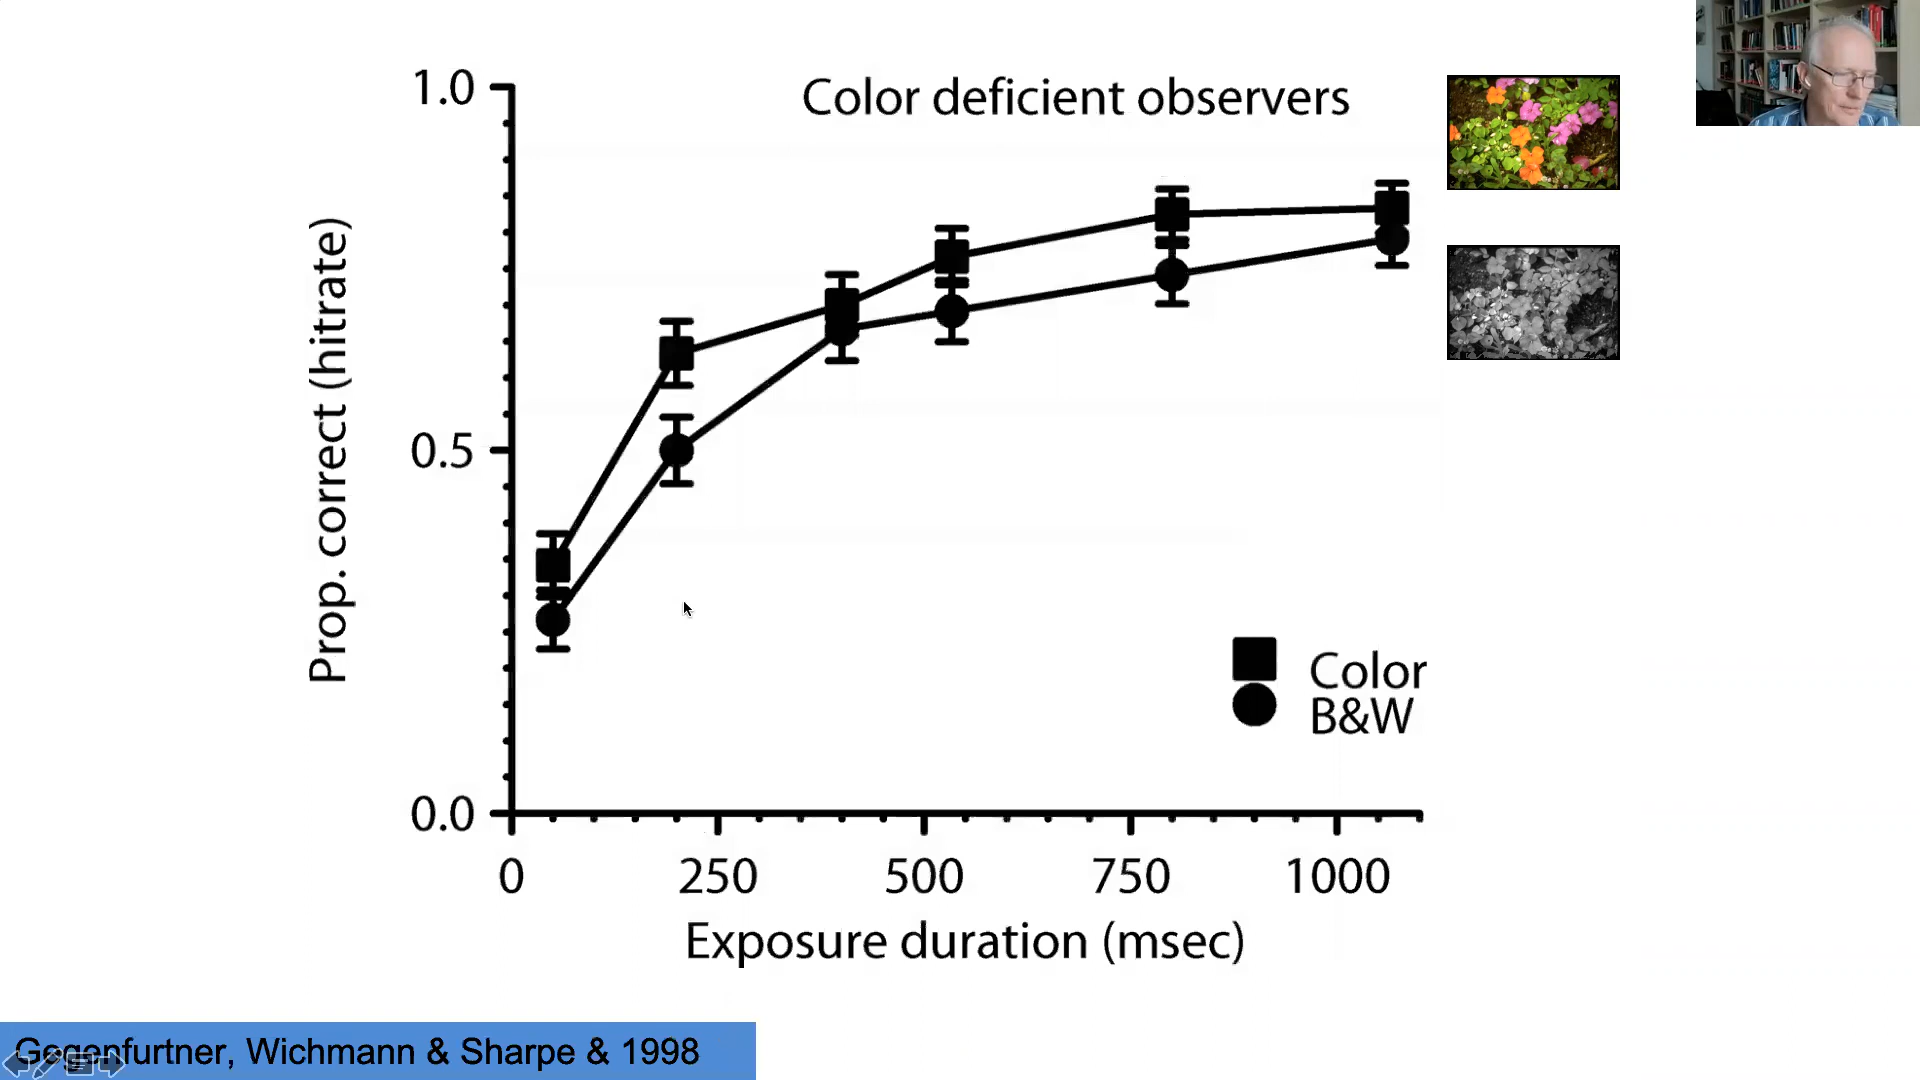 Color deficient observers
1.0
0.5
0.0
Prop. correct (hitrate)
Color
B&W
0 250 500 750 1000
Exposure duration (msec)
Gegenfurtner, Wichmann & Sharpe & 1998